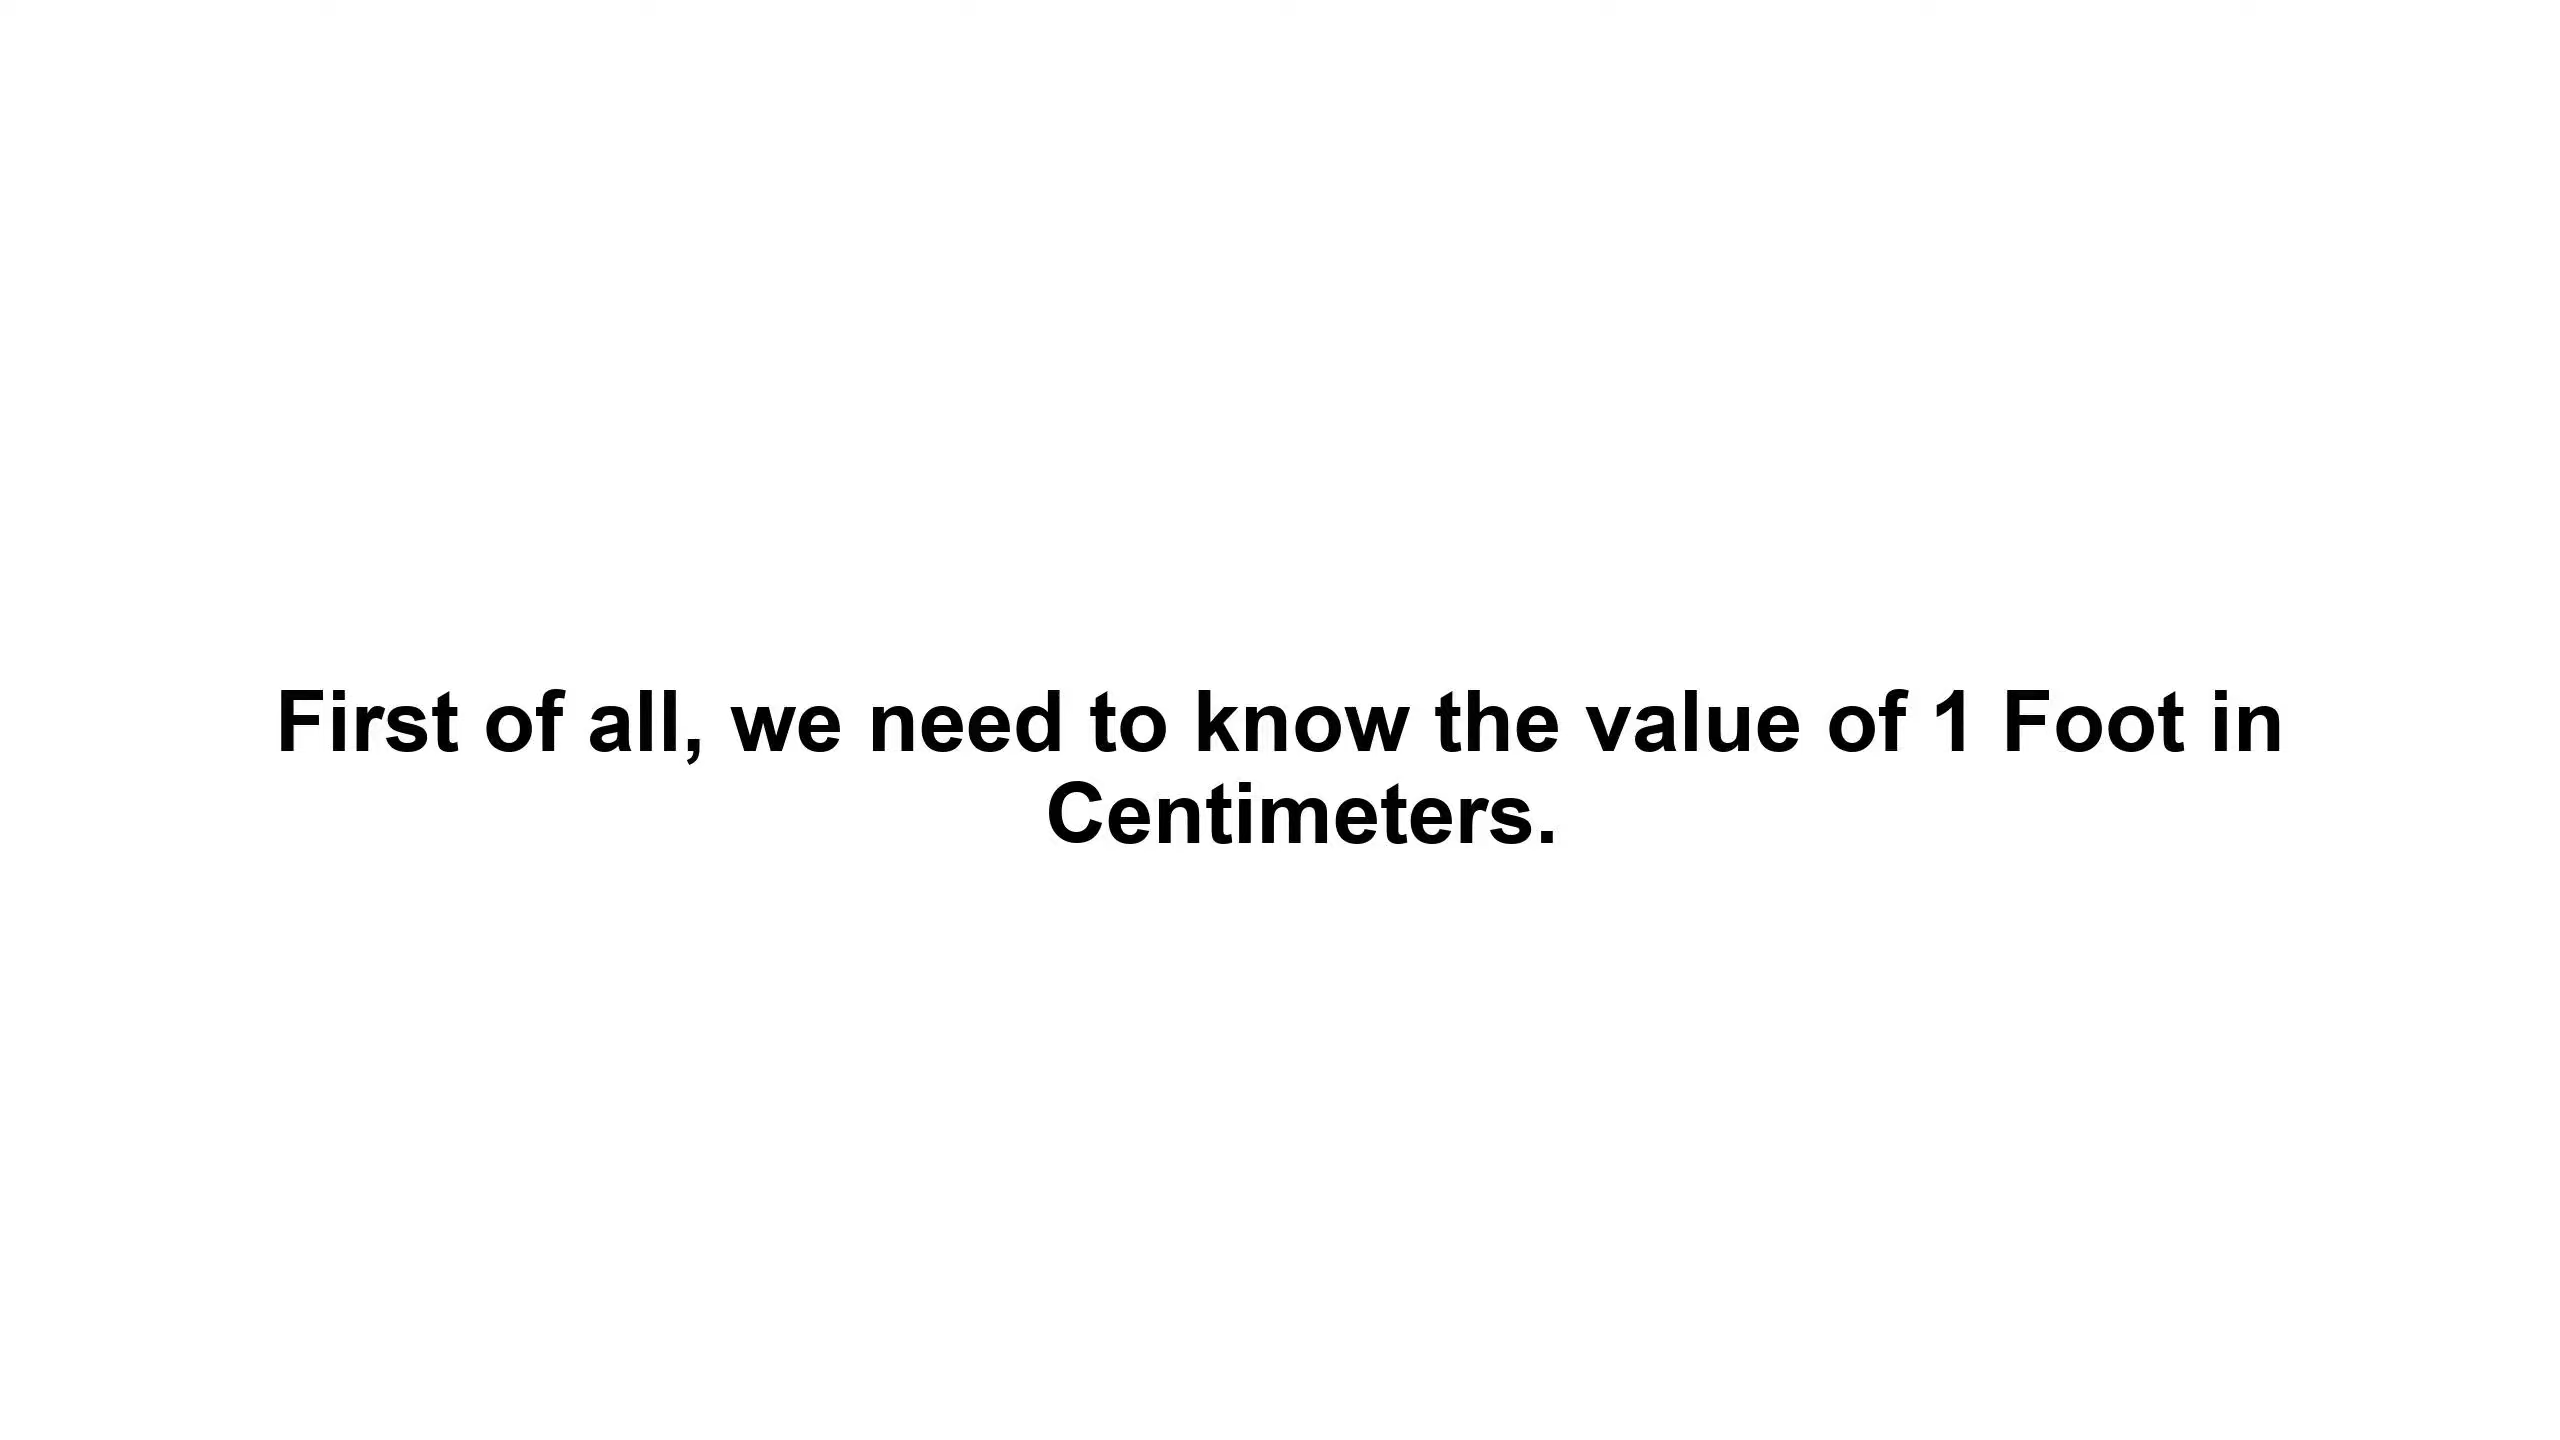 First of all, we need to know the value of 1 Foot in
Centimeters.